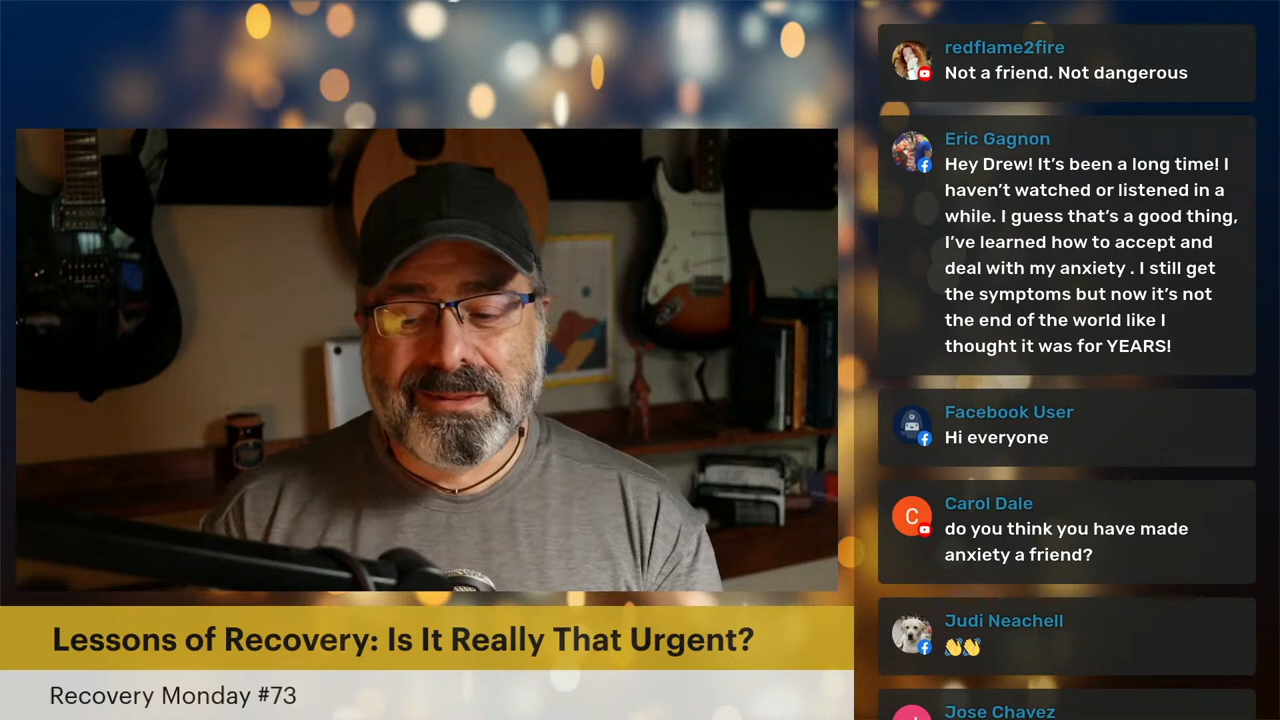 redflame2fire
Not a friend. Not dangerous
Eric Gagnon
Hey Drew! It’s been a long time! I
haven’t watched or listened in a
while. I guess that’s a good thing,
I’ve learned how to accept and
deal with my anxiety . I still get
the symptoms but now it’s not
the end of the world like I
thought it was for YEARS!
Facebook User
Hi everyone
C
Carol Dale
do you think you have made
anxiety a friend?
Judi Neachell
👏👏
Jose Chavez
Lessons of Recovery: Is It Really That Urgent?
Recovery Monday #73